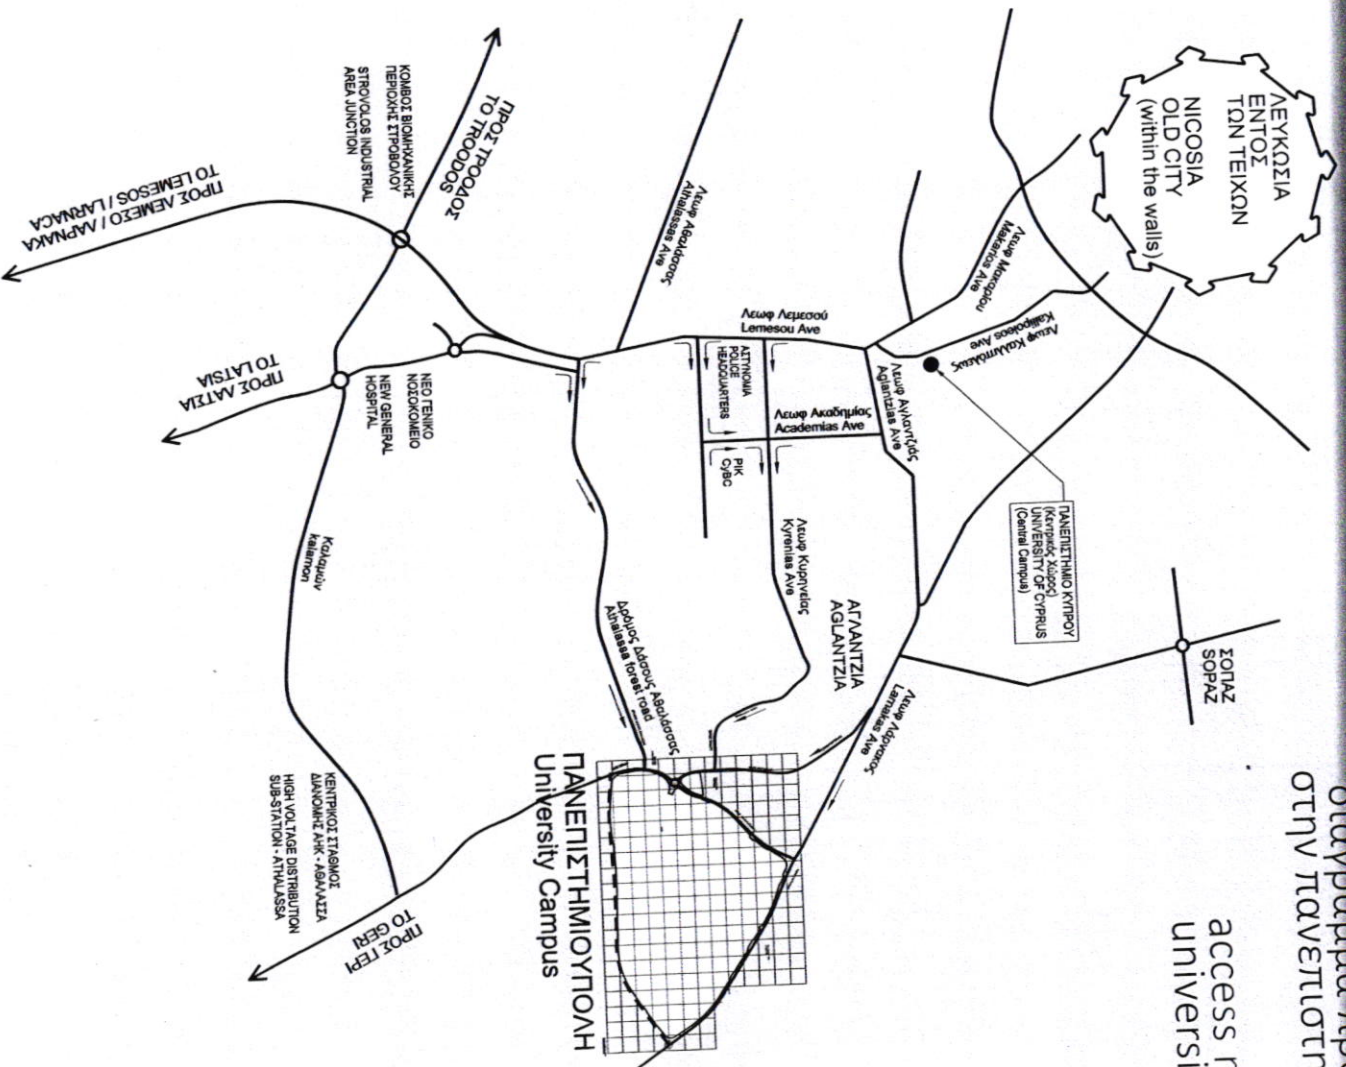 διάγραμμα
στην
access
ΛΕΥΚΩΣΙΑ
ΕΝΤΟΣ
ΤΩΝ ΤΕΙΧΩΝ
NICOSIA
OLD CITY
(within the walls)
ΣΟΠΑΖ
SOPAZ
ΠΑΝΕΠΙΣΤΗΜΙΟ ΚΥΠΡΟΥ
(Κεντρικός Χώρος)
UNIVERSITY OF CYPRUS
(Central Campus)
Λεωφ Μακαρίου
Makarios Ave
Λεωφ Καλλιπόλεως
Kallipoleos Ave
Λεωφ Αγλαντζιάς
Aglantzias Ave
Λεωφ Λεμεσού
Lemesou Ave
Λεωφ Ακαδημίας
Academias Ave
ΑΣΤΥΝΟΜΙΑ
POLICE
HEADQUARTERS
ΡΙΚ
CyBC
Λεωφ Κυρηνείας
Kyrenias Ave
ΑΓΛΑΝΤΖΙΑ
AGLANTZIA
Λεωφ Λάρνακος
Larnakas Ave
Λεωφ Αθαλάσσας
Athalassas Ave
Δρόμος Δάσους Αθαλάσσας
Athalassa forest road
ΠΑΝΕΠΙΣΤΗΜΙΟΥΠΟΛΗ
University Campus
ΠΡΟΣ ΤΡΟΟΔΟΣ
TO TROODOS
ΚΟΜΒΟΣ ΒΙΟΜΗΧΑΝΙΚΗΣ
ΠΕΡΙΟΧΗΣ ΣΤΡΟΒΟΛΟΥ
STROVOLOS INDUSTRIAL
AREA JUNCTION
ΝΕΟ ΓΕΝΙΚΟ
ΝΟΣΟΚΟΜΕΙΟ
NEW GENERAL
HOSPITAL
ΠΡΟΣ ΛΕΜΕΣΟ / ΛΑΡΝΑΚΑ
TO LEMESOS / LARNACA
ΠΡΟΣ ΛΑΤΣΙΑ
TO LATSIA
Καλαμών
kalamon
ΚΕΝΤΡΙΚΟΣ ΣΤΑΘΜΟΣ
ΔΙΑΝΟΜΗΣ ΑΗΚ - ΑΘΑΛΑΣΣΑ
HIGH VOLTAGE DISTRIBUTION
SUB-STATION - ATHALASSA
ΠΡΟΣ ΓΕΡΙ
TO GERI